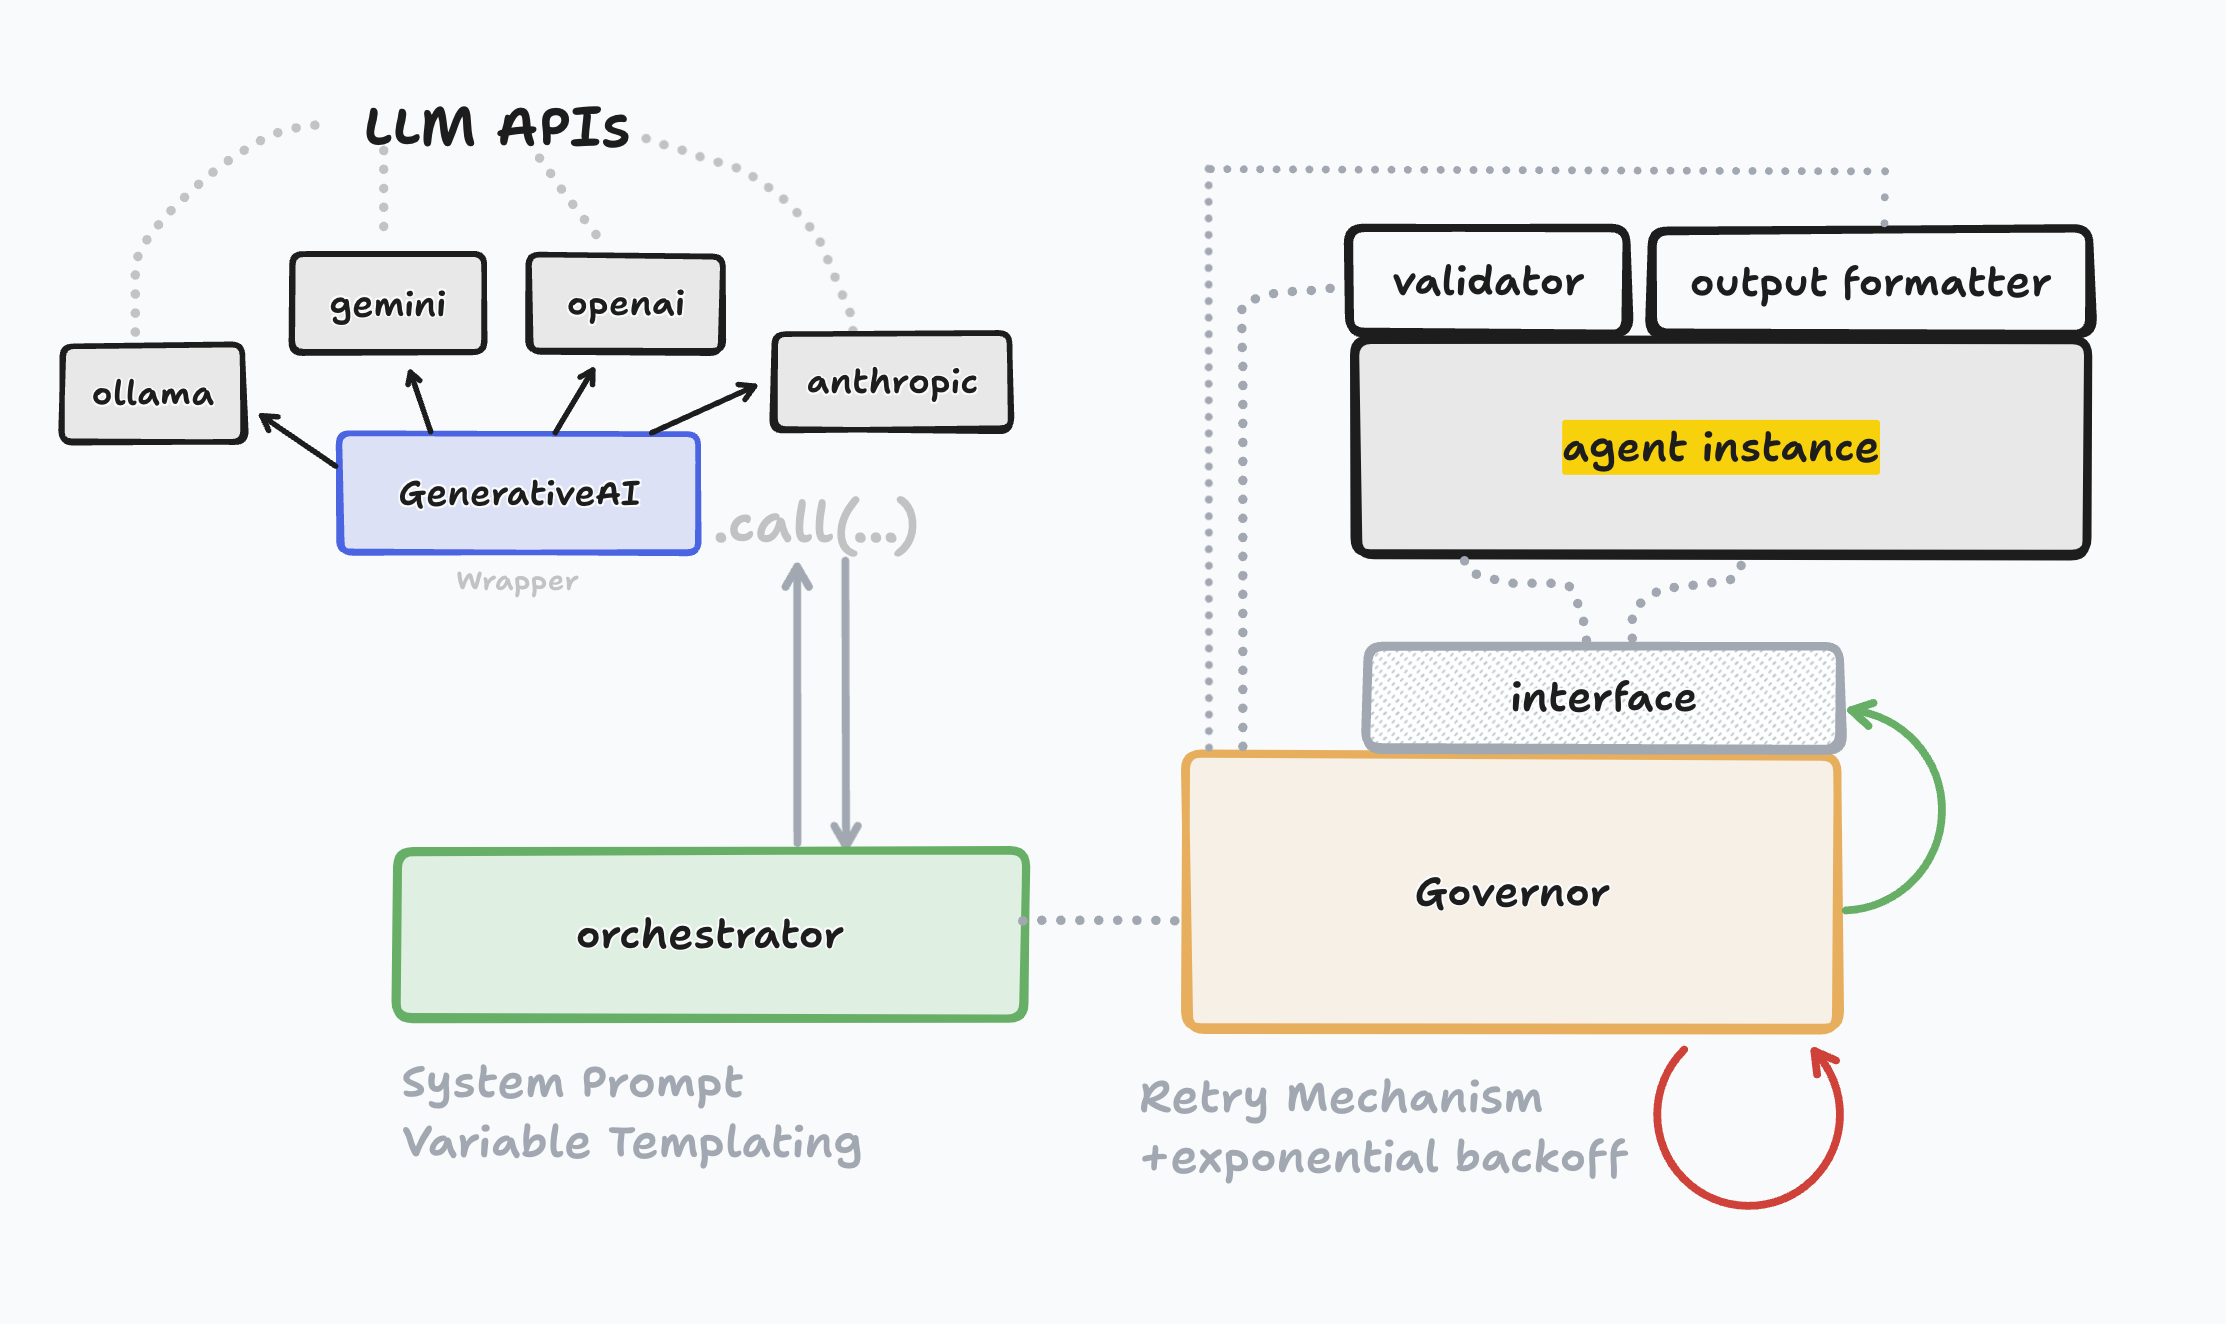 LLM APIs
gemini
openai
ollama
anthropic
GenerativeAI
.call(...)
Wrapper
orchestrator
System Prompt
Variable Templating
validator
output formatter
agent instance
interface
Governor
Retry Mechanism
+exponential backoff